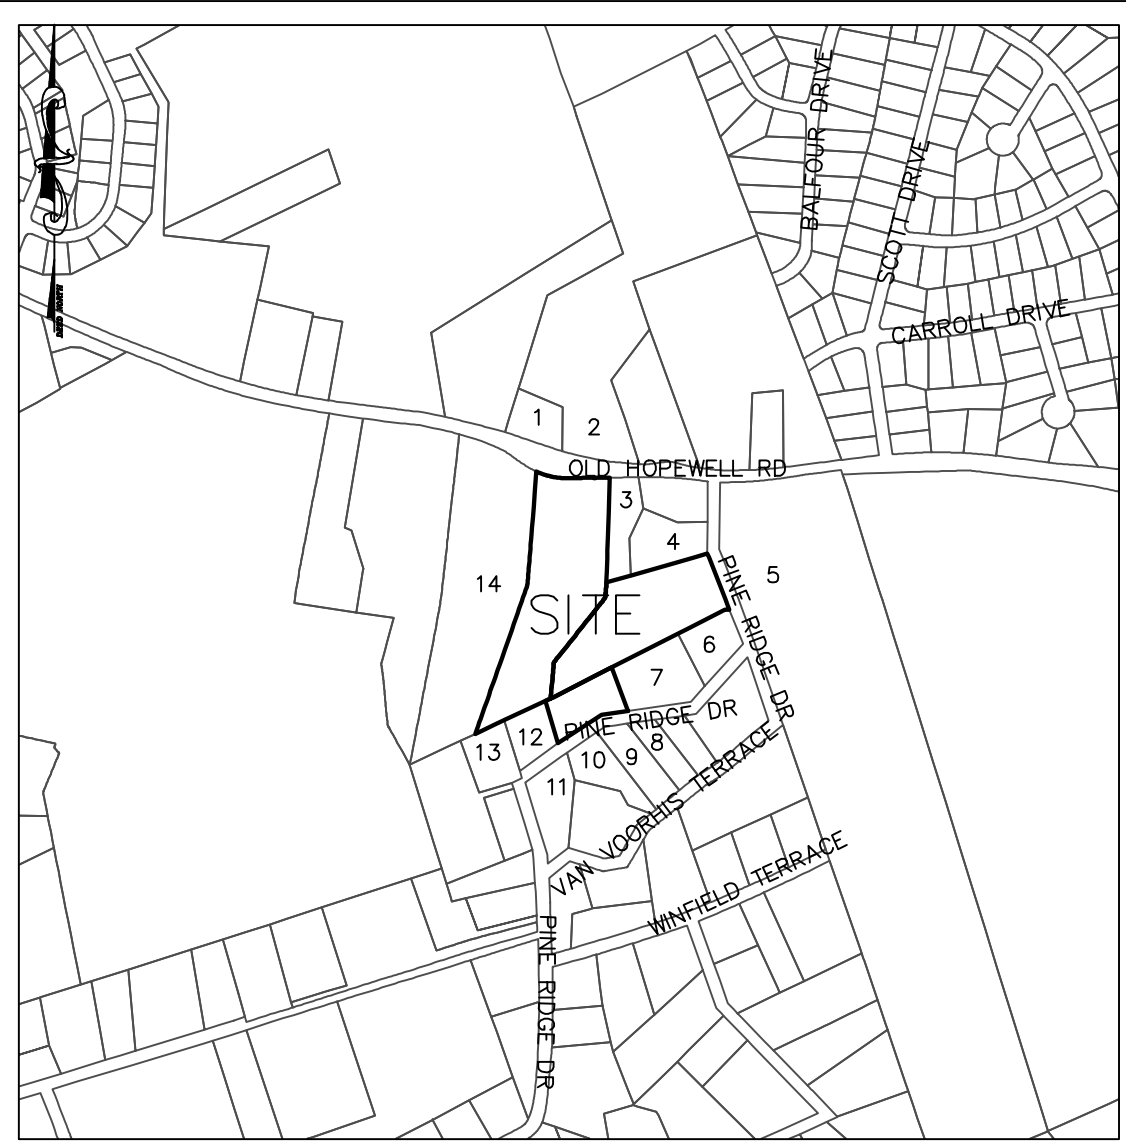 BALFOUR DRIVE
SCOTT DRIVE
DEED NORTH
CARROLL DRIVE
1
2
OLD HOPEWELL RD
3
4
PINE RIDGE DR
5
14
SITE
6
7
PINE RIDGE DR
8
9
10
11
12
13
VAN VOORHIS TERRACE
WINFIELD TERRACE
PINE RIDGE DR